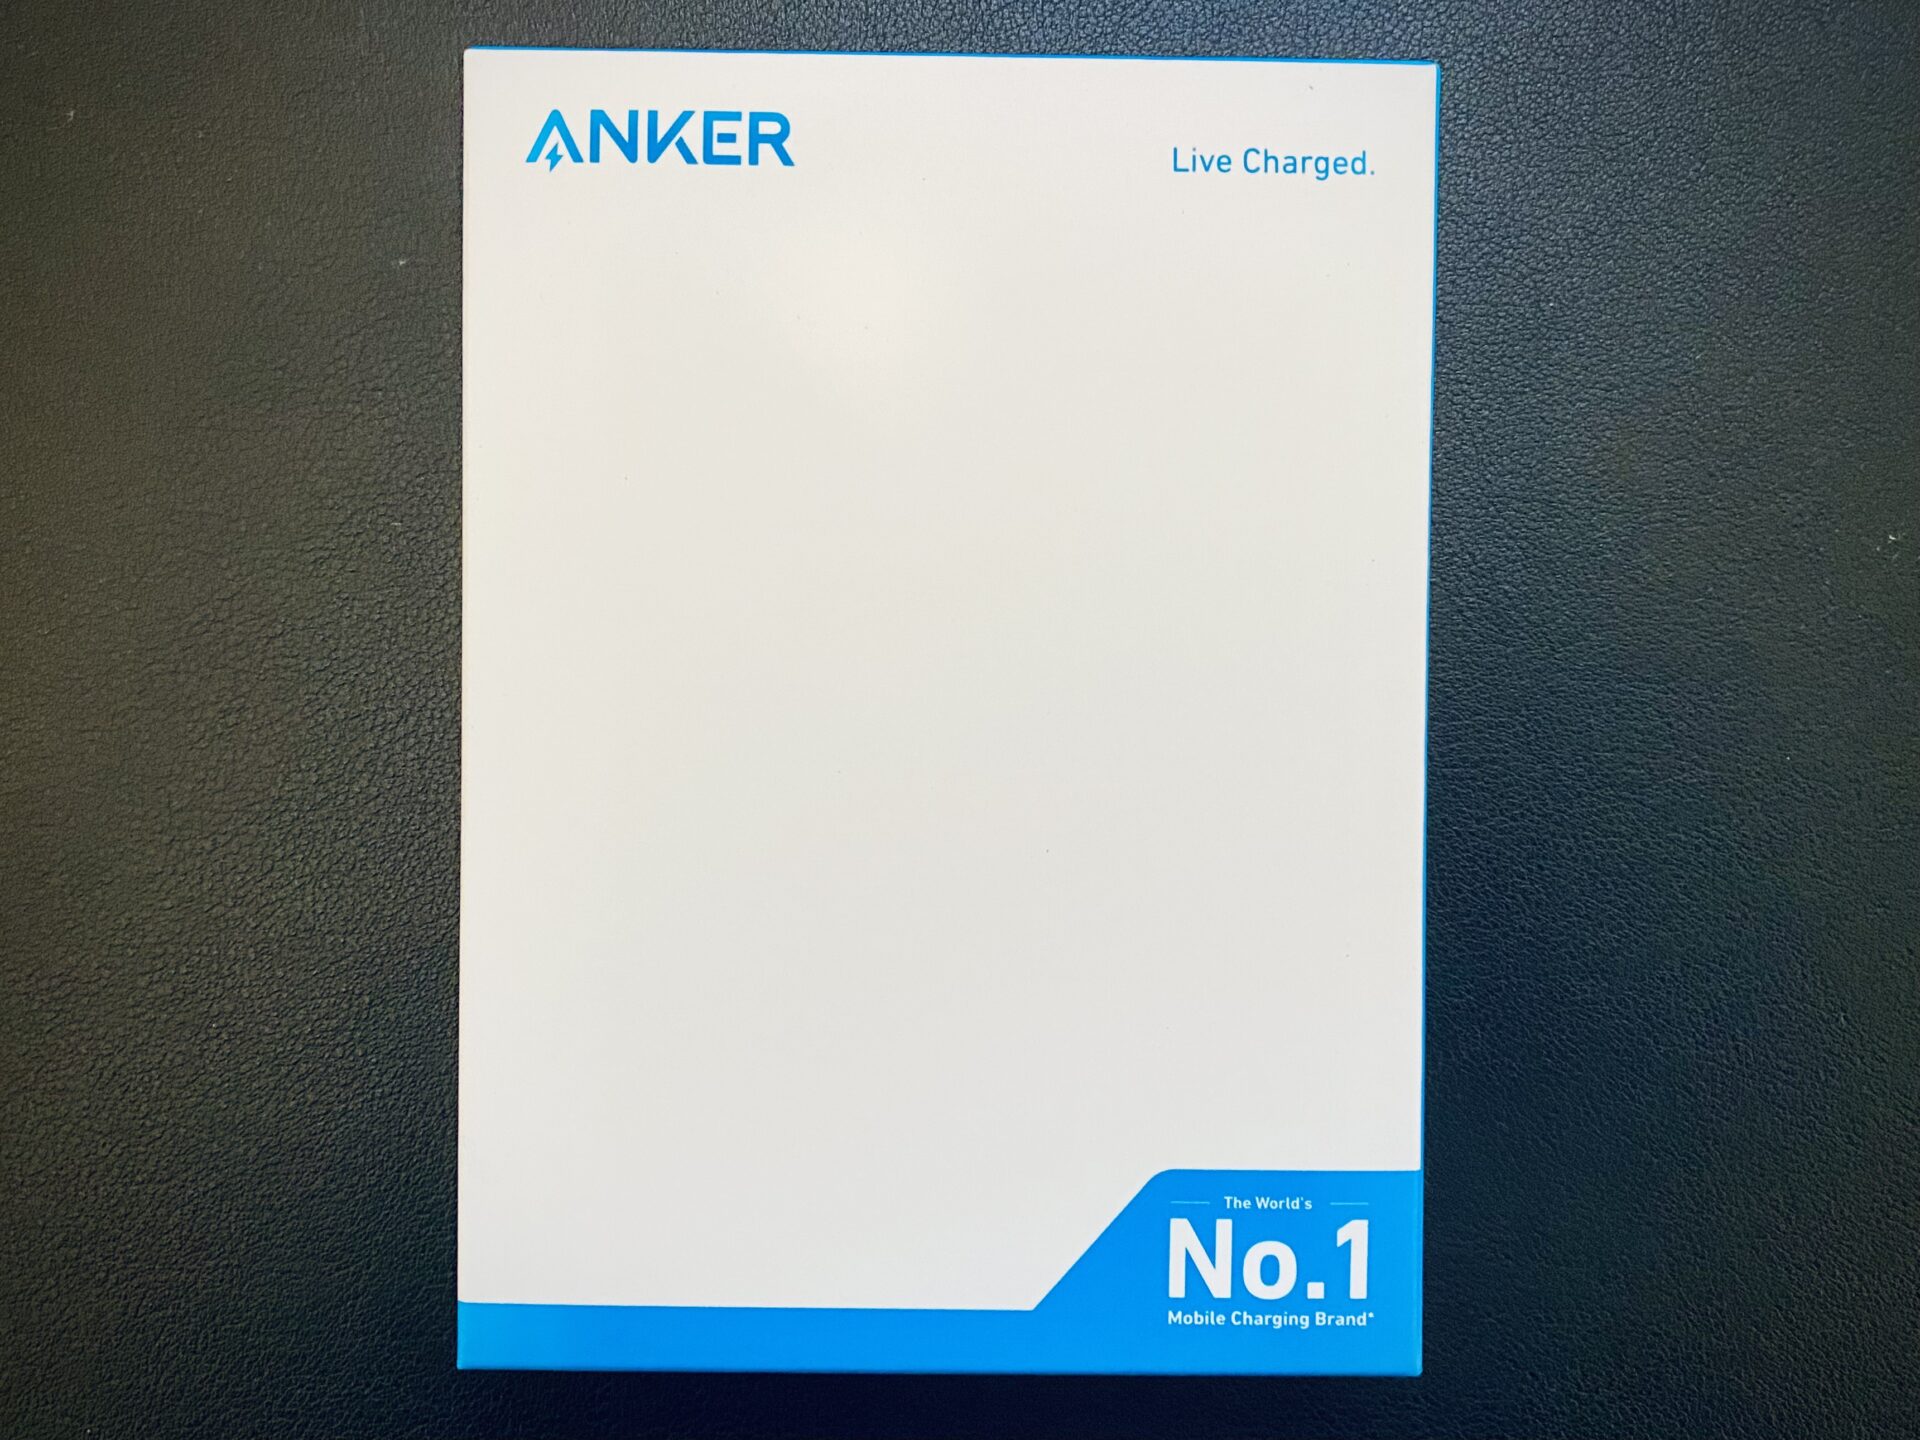 ANKER
Live Charged.
The World's
No.1
Mobile Charging Brand*